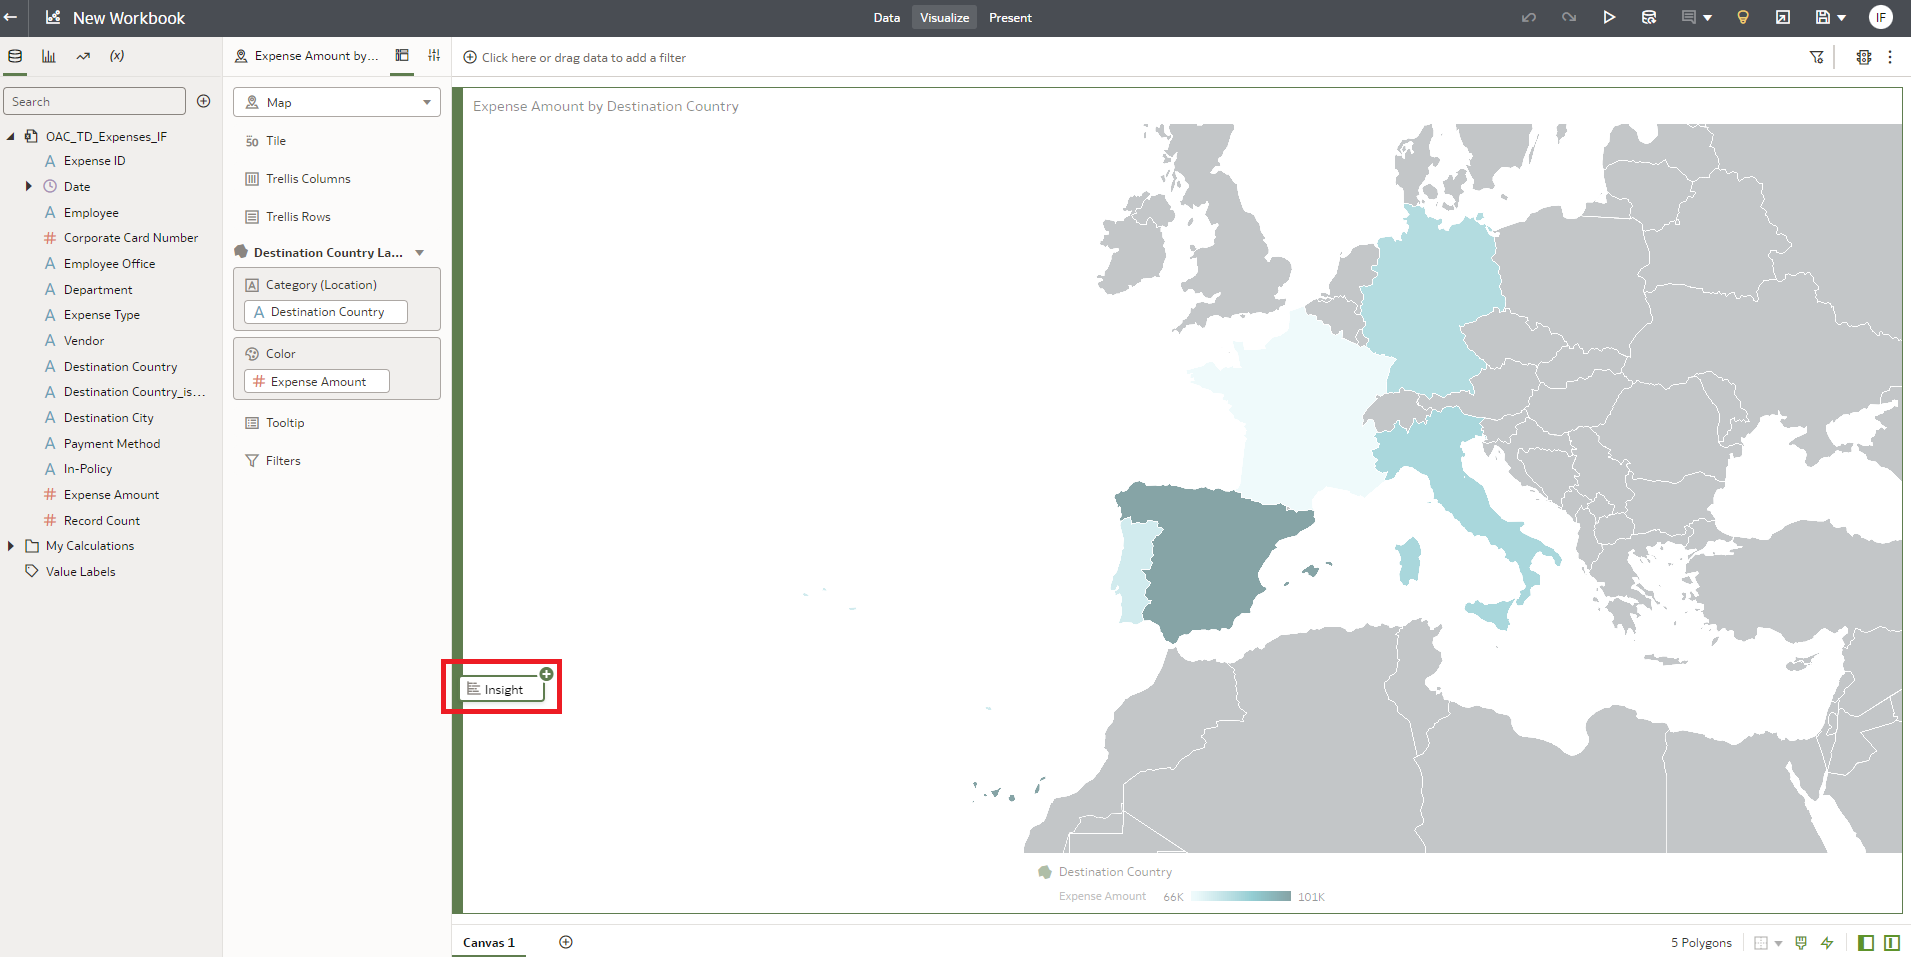 New Workbook
Data Visualize Present
IF
(x)
Expense Amount by...
Click here or drag data to add a filter
Search
OAC_TD_Expenses_IF
A Expense ID
Date
A Employee
# Corporate Card Number
A Employee Office
A Department
A Expense Type
A Vendor
A Destination Country
A Destination Country_is...
A Destination City
A Payment Method
A In-Policy
# Expense Amount
# Record Count
My Calculations
Value Labels
Map
50 Tile
Trellis Columns
Trellis Rows
Destination Country La...
A Category (Location)
A Destination Country
Color
# Expense Amount
Tooltip
Filters
Expense Amount by Destination Country
Insight
Destination Country
Expense Amount 66K 101K
Canvas 1
5 Polygons